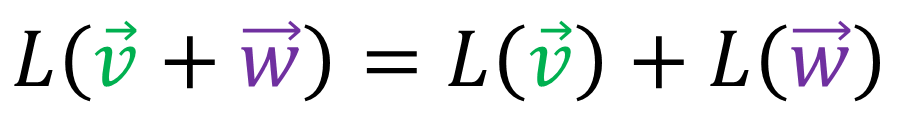 L(v⃗ + w⃗) = L(v⃗) + L(w⃗)